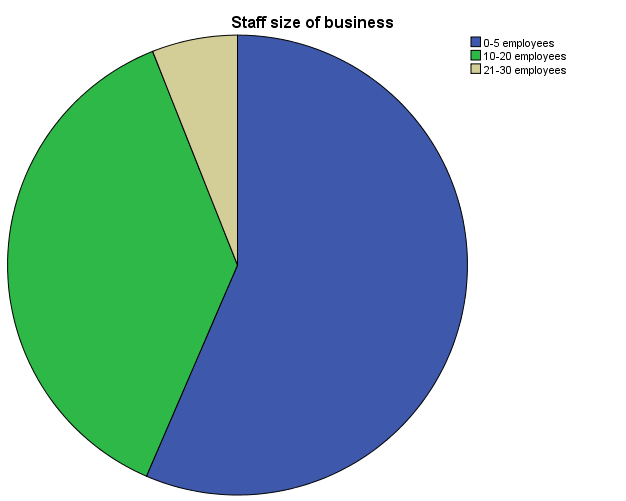 Staff size of business
0-5 employees
10-20 employees
21-30 employees